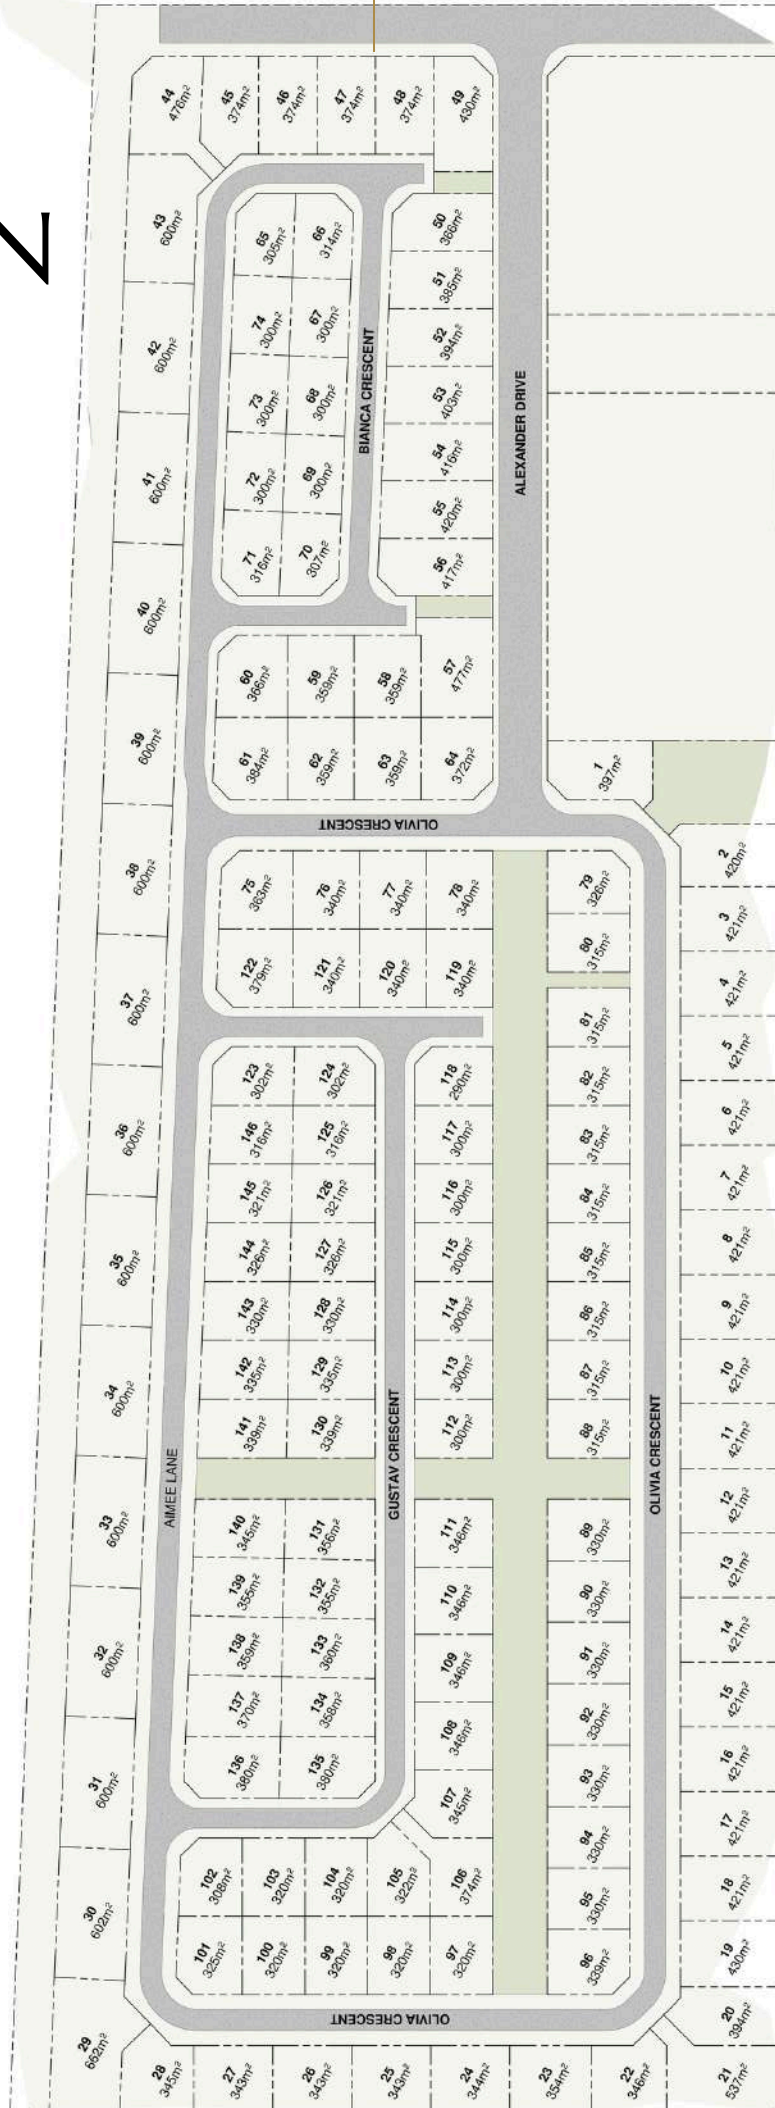 44
476m²
45
374m²
46
374m²
47
374m²
48
374m²
49
430m²
43
600m²
65
305m²
66
314m²
50
366m²
51
385m²
42
600m²
74
300m²
67
300m²
52
394m²
BIANCA CRESCENT
73
300m²
68
300m²
53
403m²
ALEXANDER DRIVE
41
600m²
72
300m²
69
300m²
54
416m²
55
420m²
71
316m²
70
307m²
56
417m²
40
600m²
60
366m²
59
359m²
58
359m²
57
477m²
39
600m²
61
384m²
62
359m²
63
359m²
64
372m²
1
397m²
OLIVIA CRESCENT
38
600m²
75
363m²
76
340m²
77
340m²
78
340m²
79
326m²
2
420m²
3
421m²
37
600m²
122
379m²
121
340m²
120
340m²
119
340m²
80
315m²
4
421m²
81
315m²
5
421m²
36
600m²
123
302m²
124
302m²
118
290m²
82
315m²
6
421m²
146
316m²
125
316m²
117
300m²
83
315m²
7
421m²
145
321m²
126
321m²
116
300m²
84
315m²
35
600m²
144
326m²
127
326m²
115
300m²
85
315m²
8
421m²
143
330m²
128
330m²
114
300m²
86
315m²
9
421m²
34
600m²
142
335m²
129
335m²
113
300m²
87
315m²
10
421m²
141
339m²
130
339m²
112
300m²
88
315m²
11
421m²
AIMEE LANE
GUSTAV CRESCENT
OLIVIA CRESCENT
33
600m²
140
345m²
131
356m²
111
346m²
89
330m²
12
421m²
13
421m²
139
355m²
132
355m²
110
346m²
90
330m²
14
421m²
32
600m²
138
359m²
133
360m²
109
346m²
91
330m²
15
421m²
137
370m²
134
358m²
108
346m²
92
330m²
16
421m²
31
600m²
136
380m²
135
380m²
107
345m²
93
330m²
17
421m²
94
330m²
30
602m²
102
308m²
103
320m²
104
320m²
105
322m²
106
374m²
95
330m²
18
421m²
101
325m²
100
320m²
99
320m²
98
320m²
97
320m²
96
339m²
19
430m²
OLIVIA CRESCENT
20
394m²
29
662m²
28
345m²
27
343m²
26
343m²
25
343m²
24
344m²
23
354m²
22
346m²
21
537m²